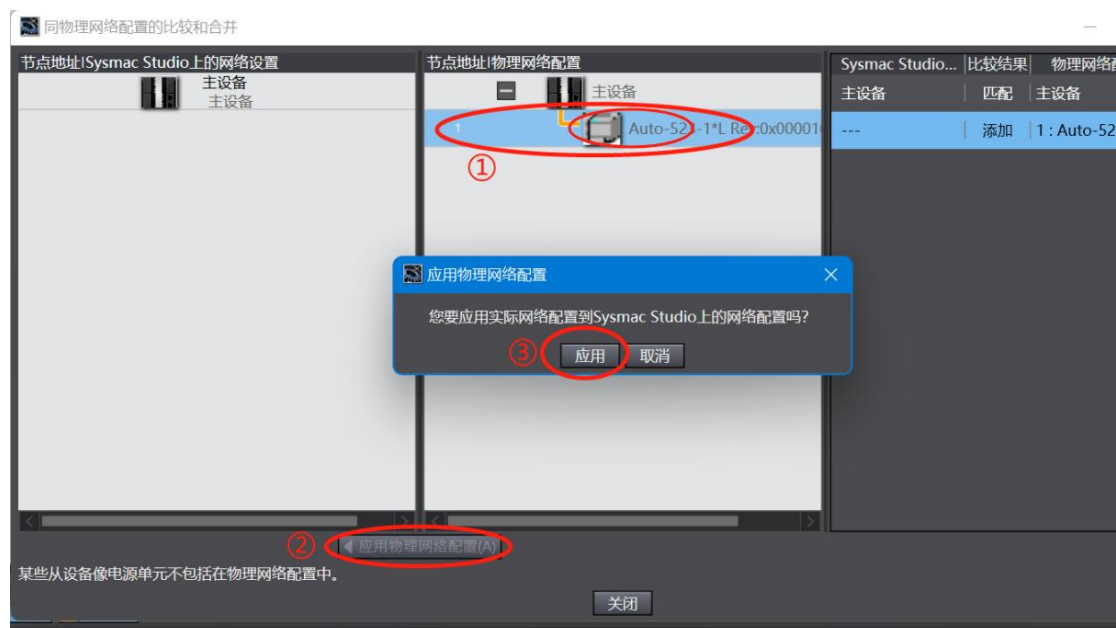 同物理网络配置的比较和合并
节点地址|Sysmac Studio上的网络设置
主设备
主设备
节点地址|物理网络配置
主设备
1
Auto-523-1*L Rev:0x00001
①
Sysmac Studio... 比较结果 物理网络配
主设备 匹配 主设备
--- 添加 1 : Auto-52
应用物理网络配置
您要应用实际网络配置到Sysmac Studio上的网络配置吗?
③ 应用 取消
② 应用物理网络配置(A)
某些从设备像电源单元不包括在物理网络配置中。
关闭